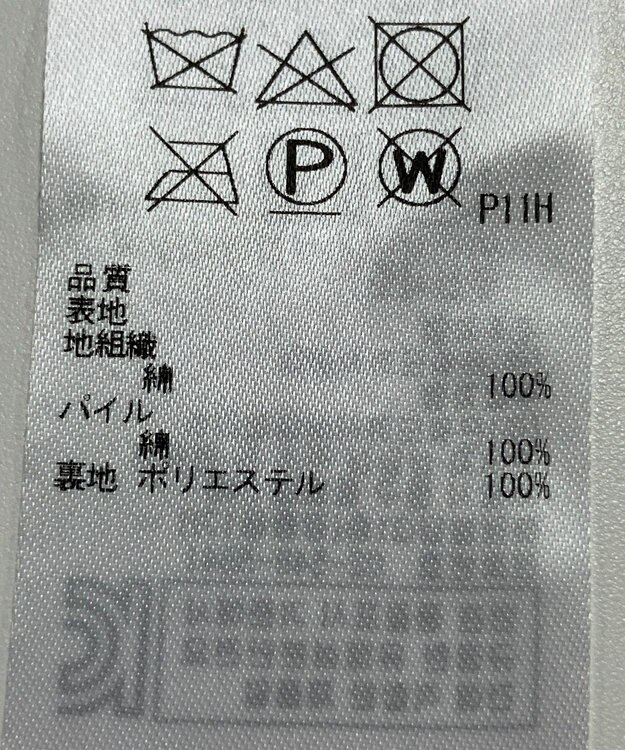 P
W
P11H
品質
表地
地組織
綿 100%
パイル
綿 100%
裏地 ポリエステル 100%